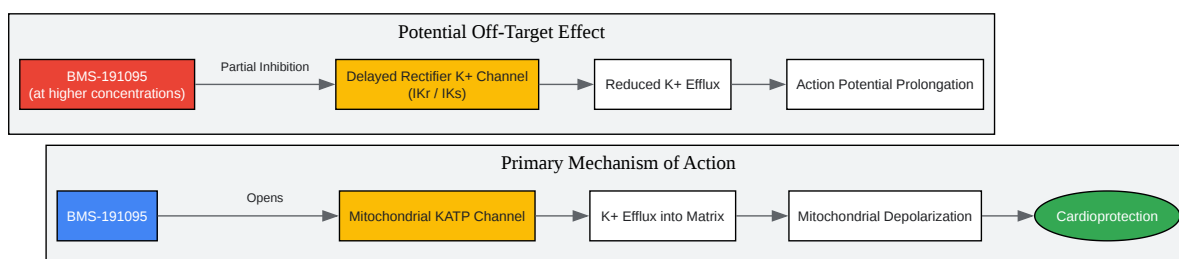 Potential Off-Target Effect
BMS-191095
(at higher concentrations)
Partial Inhibition
Delayed Rectifier K+ Channel
(IKr / IKs)
Reduced K+ Efflux
Action Potential Prolongation
Primary Mechanism of Action
BMS-191095
Opens
Mitochondrial KATP Channel
K+ Efflux into Matrix
Mitochondrial Depolarization
Cardioprotection